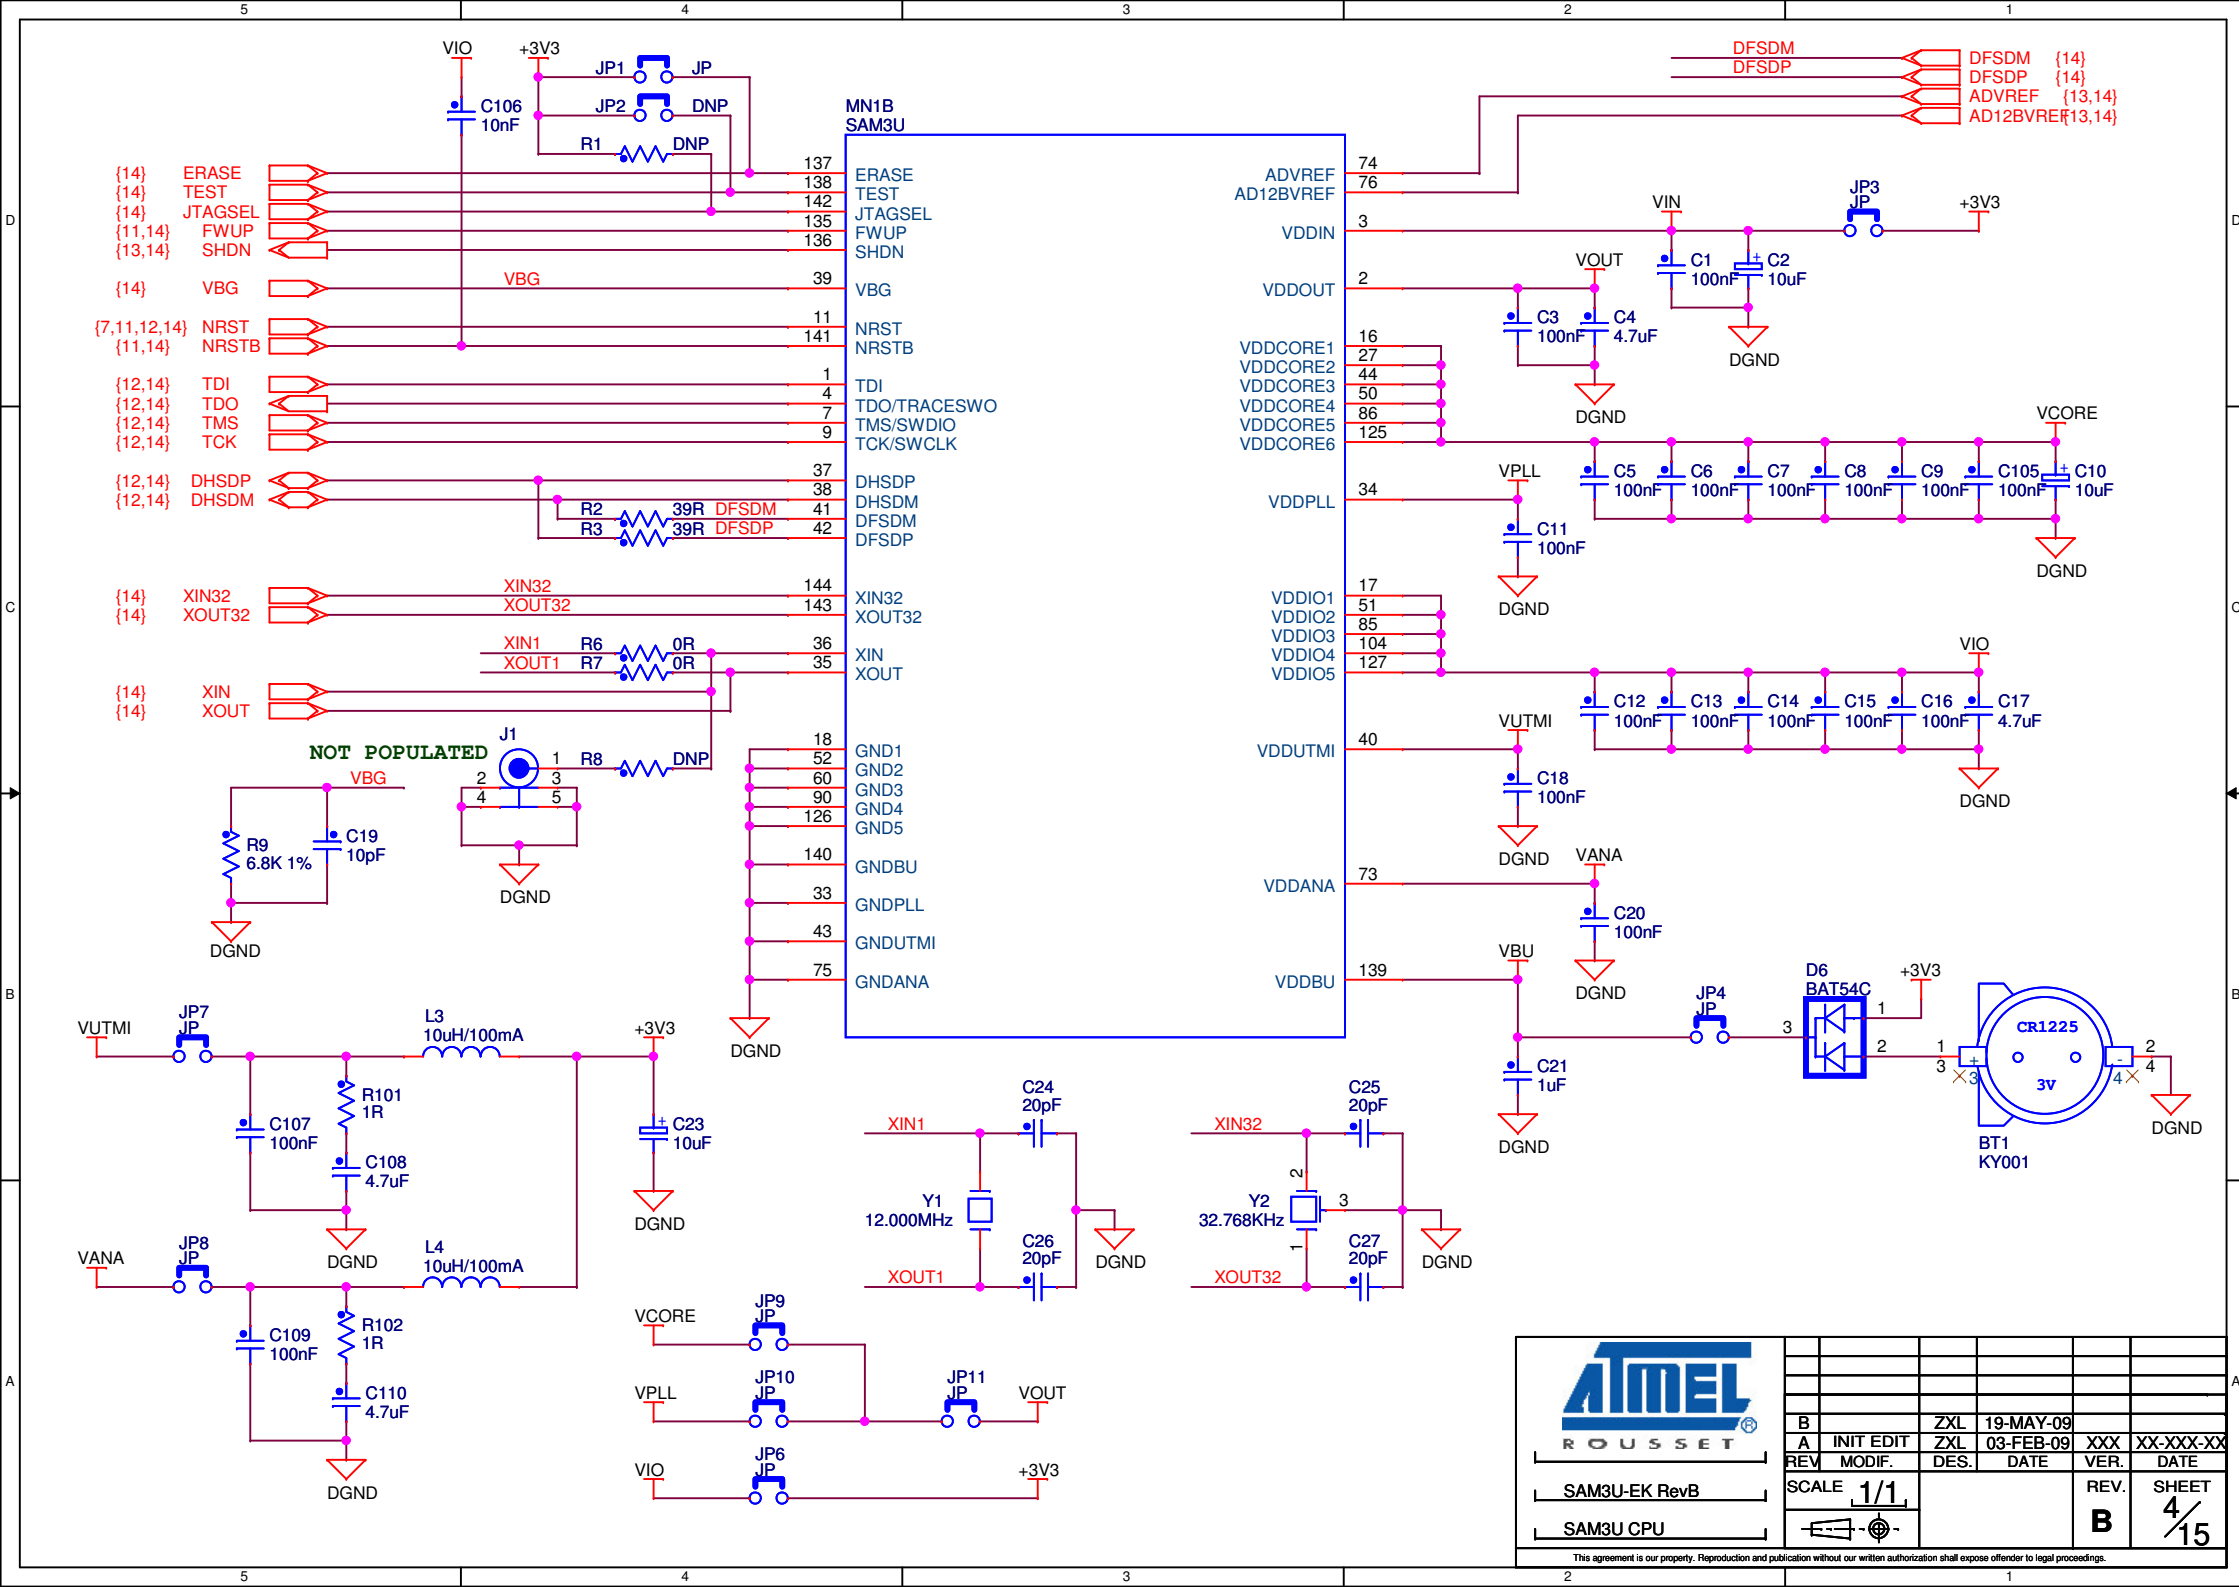 5 4 3 2 1
VIO
+3V3
JP1 JP
JP2 DNP
R1 DNP
C106
10nF
MN1B
SAM3U
DFSDM DFSDM {14}
DFSDP DFSDP {14}
ADVREF {13,14}
AD12BVREF {13,14}
{14} ERASE 137 ERASE
{14} TEST 138 TEST
{14} JTAGSEL 142 JTAGSEL
{11,14} FWUP 135 FWUP
{13,14} SHDN 136 SHDN
{14} VBG VBG 39 VBG
{7,11,12,14} NRST 11 NRST
{11,14} NRSTB 141 NRSTB
{12,14} TDI 1 TDI
{12,14} TDO 4 TDO/TRACESWO
{12,14} TMS 7 TMS/SWDIO
{12,14} TCK 9 TCK/SWCLK
{12,14} DHSDP 37 DHSDP
{12,14} DHSDM 38 DHSDM
R2 39R DFSDM 41 DFSDM
R3 39R DFSDP 42 DFSDP
{14} XIN32 XIN32 144 XIN32
{14} XOUT32 XOUT32 143 XOUT32
XIN1 R6 0R 36 XIN
XOUT1 R7 0R 35 XOUT
{14} XIN
{14} XOUT
NOT POPULATED
J1
1
2 3
4 5
R8 DNP
DGND
VBG
R9
6.8K 1%
C19
10pF
DGND
18 GND1
52 GND2
60 GND3
90 GND4
126 GND5
140 GNDBU
33 GNDPLL
43 GNDUTMI
75 GNDANA
DGND
ADVREF 74
AD12BVREF 76
VDDIN 3
VIN
JP3
JP
+3V3
C1
100nF
C2
10uF
DGND
VDDOUT 2
VOUT
C3
100nF
C4
4.7uF
DGND
VDDCORE1 16
VDDCORE2 27
VDDCORE3 44
VDDCORE4 50
VDDCORE5 86
VDDCORE6 125
VCORE
C5
100nF
C6
100nF
C7
100nF
C8
100nF
C9
100nF
C105
100nF
C10
10uF
DGND
VDDPLL 34
VPLL
C11
100nF
DGND
VDDIO1 17
VDDIO2 51
VDDIO3 85
VDDIO4 104
VDDIO5 127
VIO
C12
100nF
C13
100nF
C14
100nF
C15
100nF
C16
100nF
C17
4.7uF
DGND
VDDUTMI 40
VUTMI
C18
100nF
DGND
VDDANA 73
VANA
C20
100nF
DGND
VDDBU 139
VBU
JP4
JP
D6
BAT54C
3 1 2
+3V3
C21
1uF
DGND
CR1225
3V
1 + - 2
3 3 4 4
BT1
KY001
DGND
VUTMI
JP7
JP
L3
10uH/100mA
+3V3
R101
1R
C107
100nF
C108
4.7uF
DGND
C23
10uF
DGND
VANA
JP8
JP
L4
10uH/100mA
R102
1R
C109
100nF
C110
4.7uF
DGND
XIN1
C24
20pF
Y1
12.000MHz
C26
20pF
XOUT1
DGND
XIN32
C25
20pF
2
Y2
32.768KHz
3
1
C27
20pF
XOUT32
DGND
VCORE
JP9
JP
VPLL
JP10
JP
JP11
JP
VOUT
VIO
JP6
JP
+3V3
ATMEL®
ROUSSET
SAM3U-EK RevB
SAM3U CPU
B ZXL 19-MAY-09
A INIT EDIT ZXL 03-FEB-09 XXX XX-XXX-XX
REV MODIF. DES. DATE VER. DATE
SCALE 1/1
REV. B
SHEET 4/15
This agreement is our property. Reproduction and publication without our written authorization shall expose offender to legal proceedings.
D D
C C
B B
A A
5 4 3 2 1